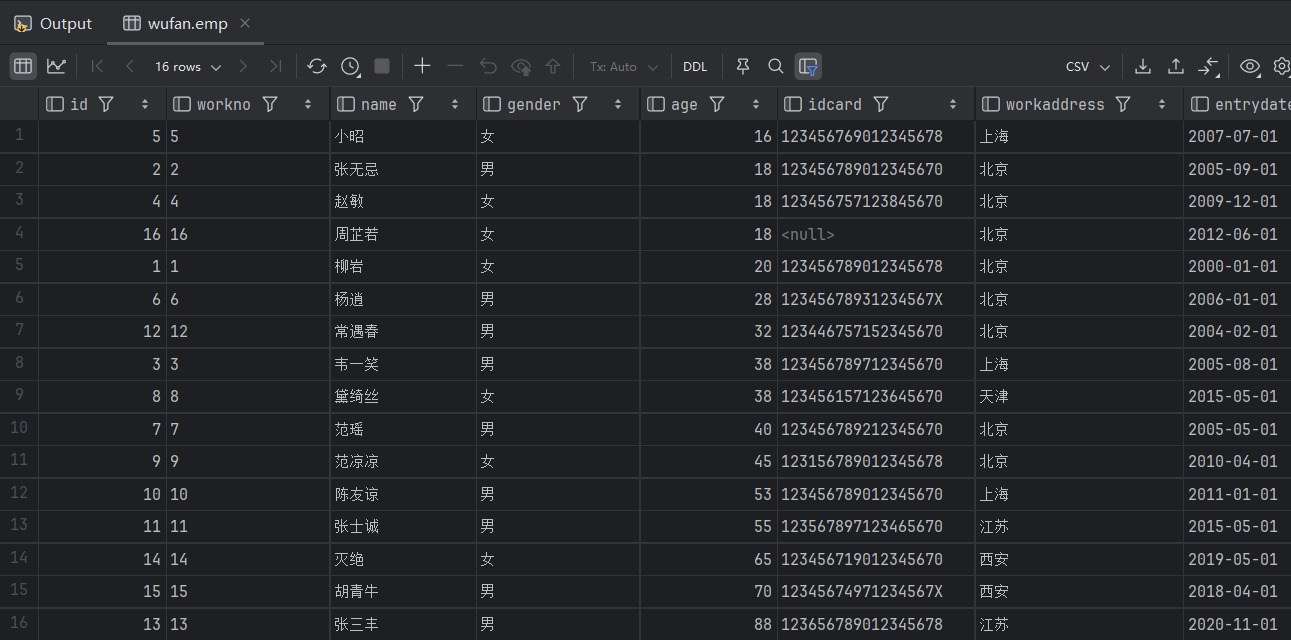 Output wufan.emp
16 rows Tx: Auto DDL CSV
id workno name gender age idcard workaddress entrydate
1 5 5 小昭 女 16 123456769012345678 上海 2007-07-01
2 2 2 张无忌 男 18 123456789012345670 北京 2005-09-01
3 4 4 赵敏 女 18 123456757123845670 北京 2009-12-01
4 16 16 周芷若 女 18 <null> 北京 2012-06-01
5 1 1 柳岩 女 20 123456789012345678 北京 2000-01-01
6 6 6 杨逍 男 28 12345678931234567X 北京 2006-01-01
7 12 12 常遇春 男 32 123446757152345670 北京 2004-02-01
8 3 3 韦一笑 男 38 123456789712345670 上海 2005-08-01
9 8 8 黛绮丝 女 38 123456157123645670 天津 2015-05-01
10 7 7 范瑶 男 40 123456789212345670 北京 2005-05-01
11 9 9 范凉凉 女 45 123156789012345678 北京 2010-04-01
12 10 10 陈友谅 男 53 123456789012345670 上海 2011-01-01
13 11 11 张士诚 男 55 123567897123465670 江苏 2015-05-01
14 14 14 灭绝 女 65 123456719012345670 西安 2019-05-01
15 15 15 胡青牛 男 70 12345674971234567X 西安 2018-04-01
16 13 13 张三丰 男 88 123656789012345678 江苏 2020-11-01